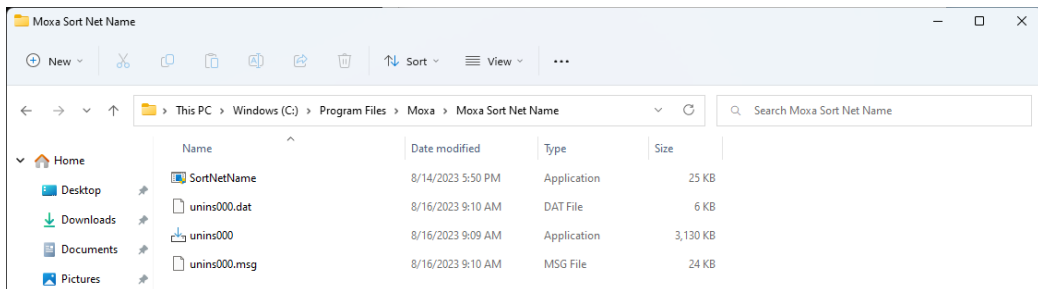 Moxa Sort Net Name
New Sort View ...
This PC > Windows (C:) > Program Files > Moxa > Moxa Sort Net Name Search Moxa Sort Net Name
Home
Desktop
Downloads
Documents
Pictures
Name Date modified Type Size
SortNetName 8/14/2023 5:50 PM Application 25 KB
unins000.dat 8/16/2023 9:10 AM DAT File 6 KB
unins000 8/16/2023 9:09 AM Application 3,130 KB
unins000.msg 8/16/2023 9:10 AM MSG File 24 KB